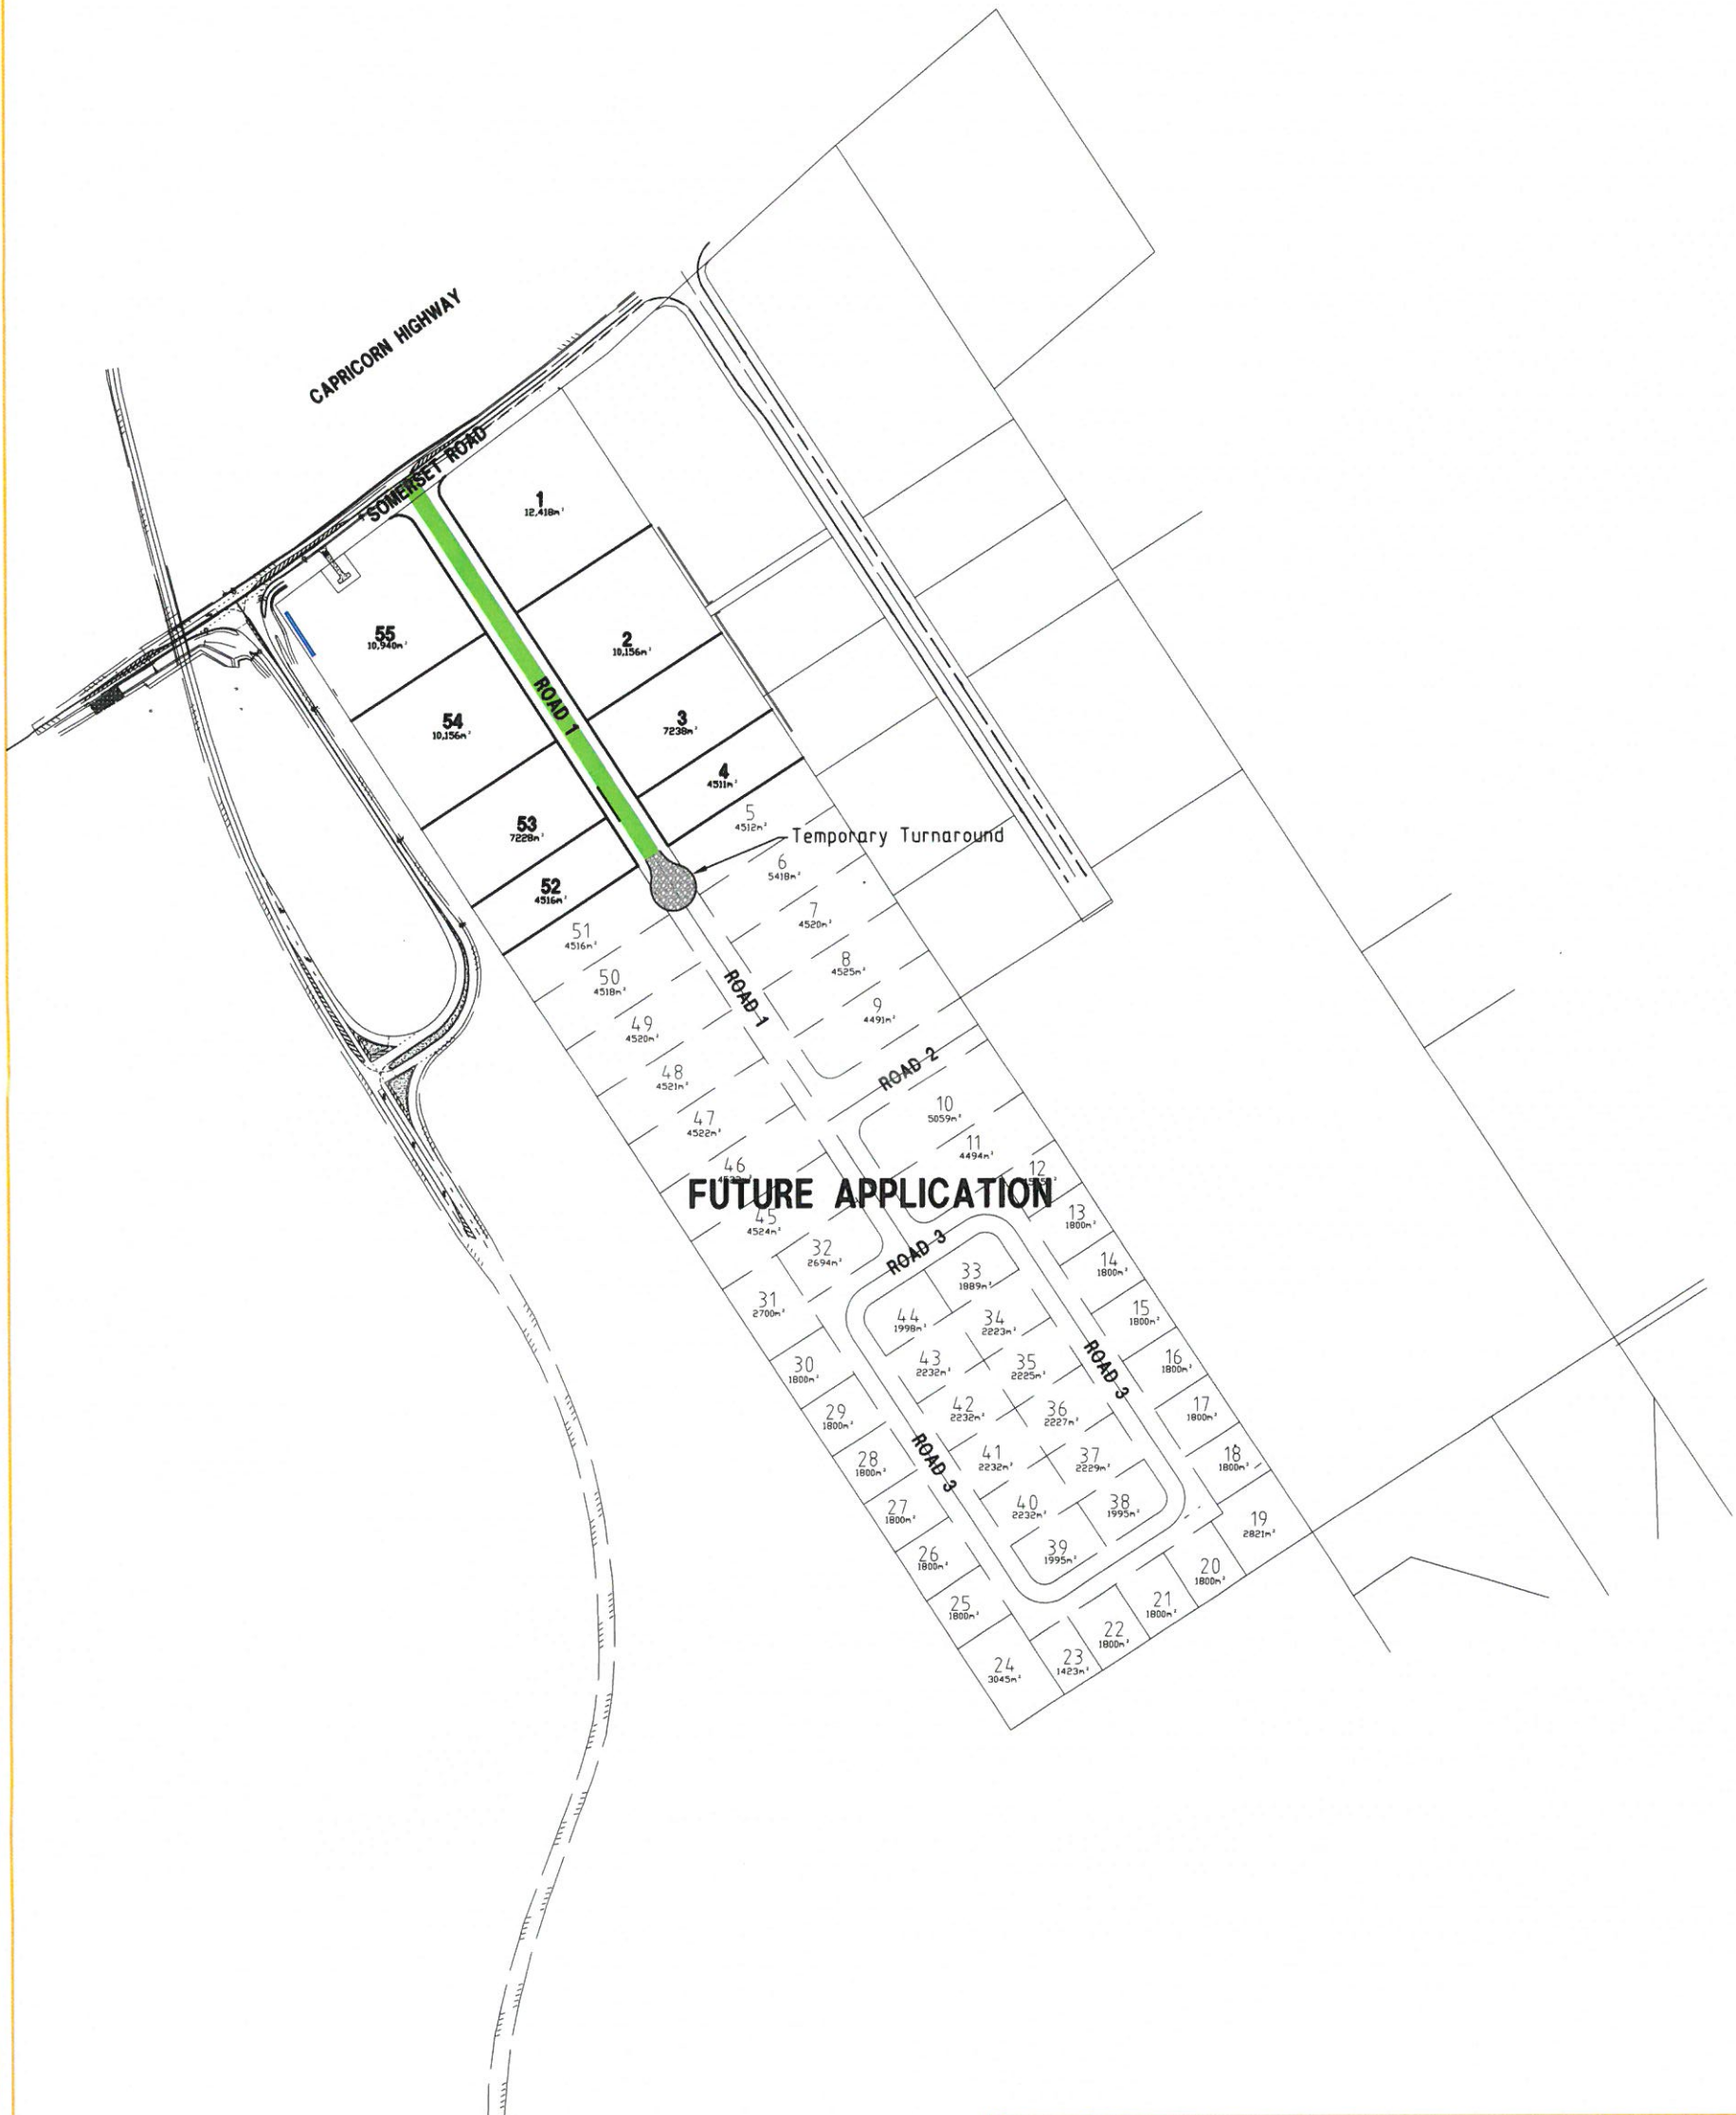 CAPRICORN HIGHWAY
SOMERSET ROAD
1
12,418m²
55
10,940m²
2
10,156m²
ROAD 1
54
10,156m²
3
7238m²
4
4511m²
53
7228m²
5
4512m²
Temporary Turnaround
6
5418m²
52
4516m²
7
4520m²
51
4516m²
8
4525m²
50
4518m²
ROAD 1
9
4491m²
49
4520m²
48
4521m²
ROAD 2
10
5059m²
47
4522m²
11
4494m²
46
12
FUTURE APPLICATION
13
1800m²
45
4524m²
32
2694m²
ROAD 3
14
1800m²
33
1889m²
31
2700m²
15
1800m²
44
1998m²
34
2223m²
16
1800m²
30
1800m²
43
2232m²
35
2225m²
ROAD 3
17
1800m²
29
1800m²
42
2232m²
36
2227m²
18
1800m²
28
1800m²
ROAD 3
41
2232m²
37
2229m²
27
1800m²
40
2232m²
38
1995m²
19
2821m²
26
1800m²
39
1995m²
20
1800m²
25
1800m²
21
1800m²
22
1800m²
24
3045m²
23
1423m²